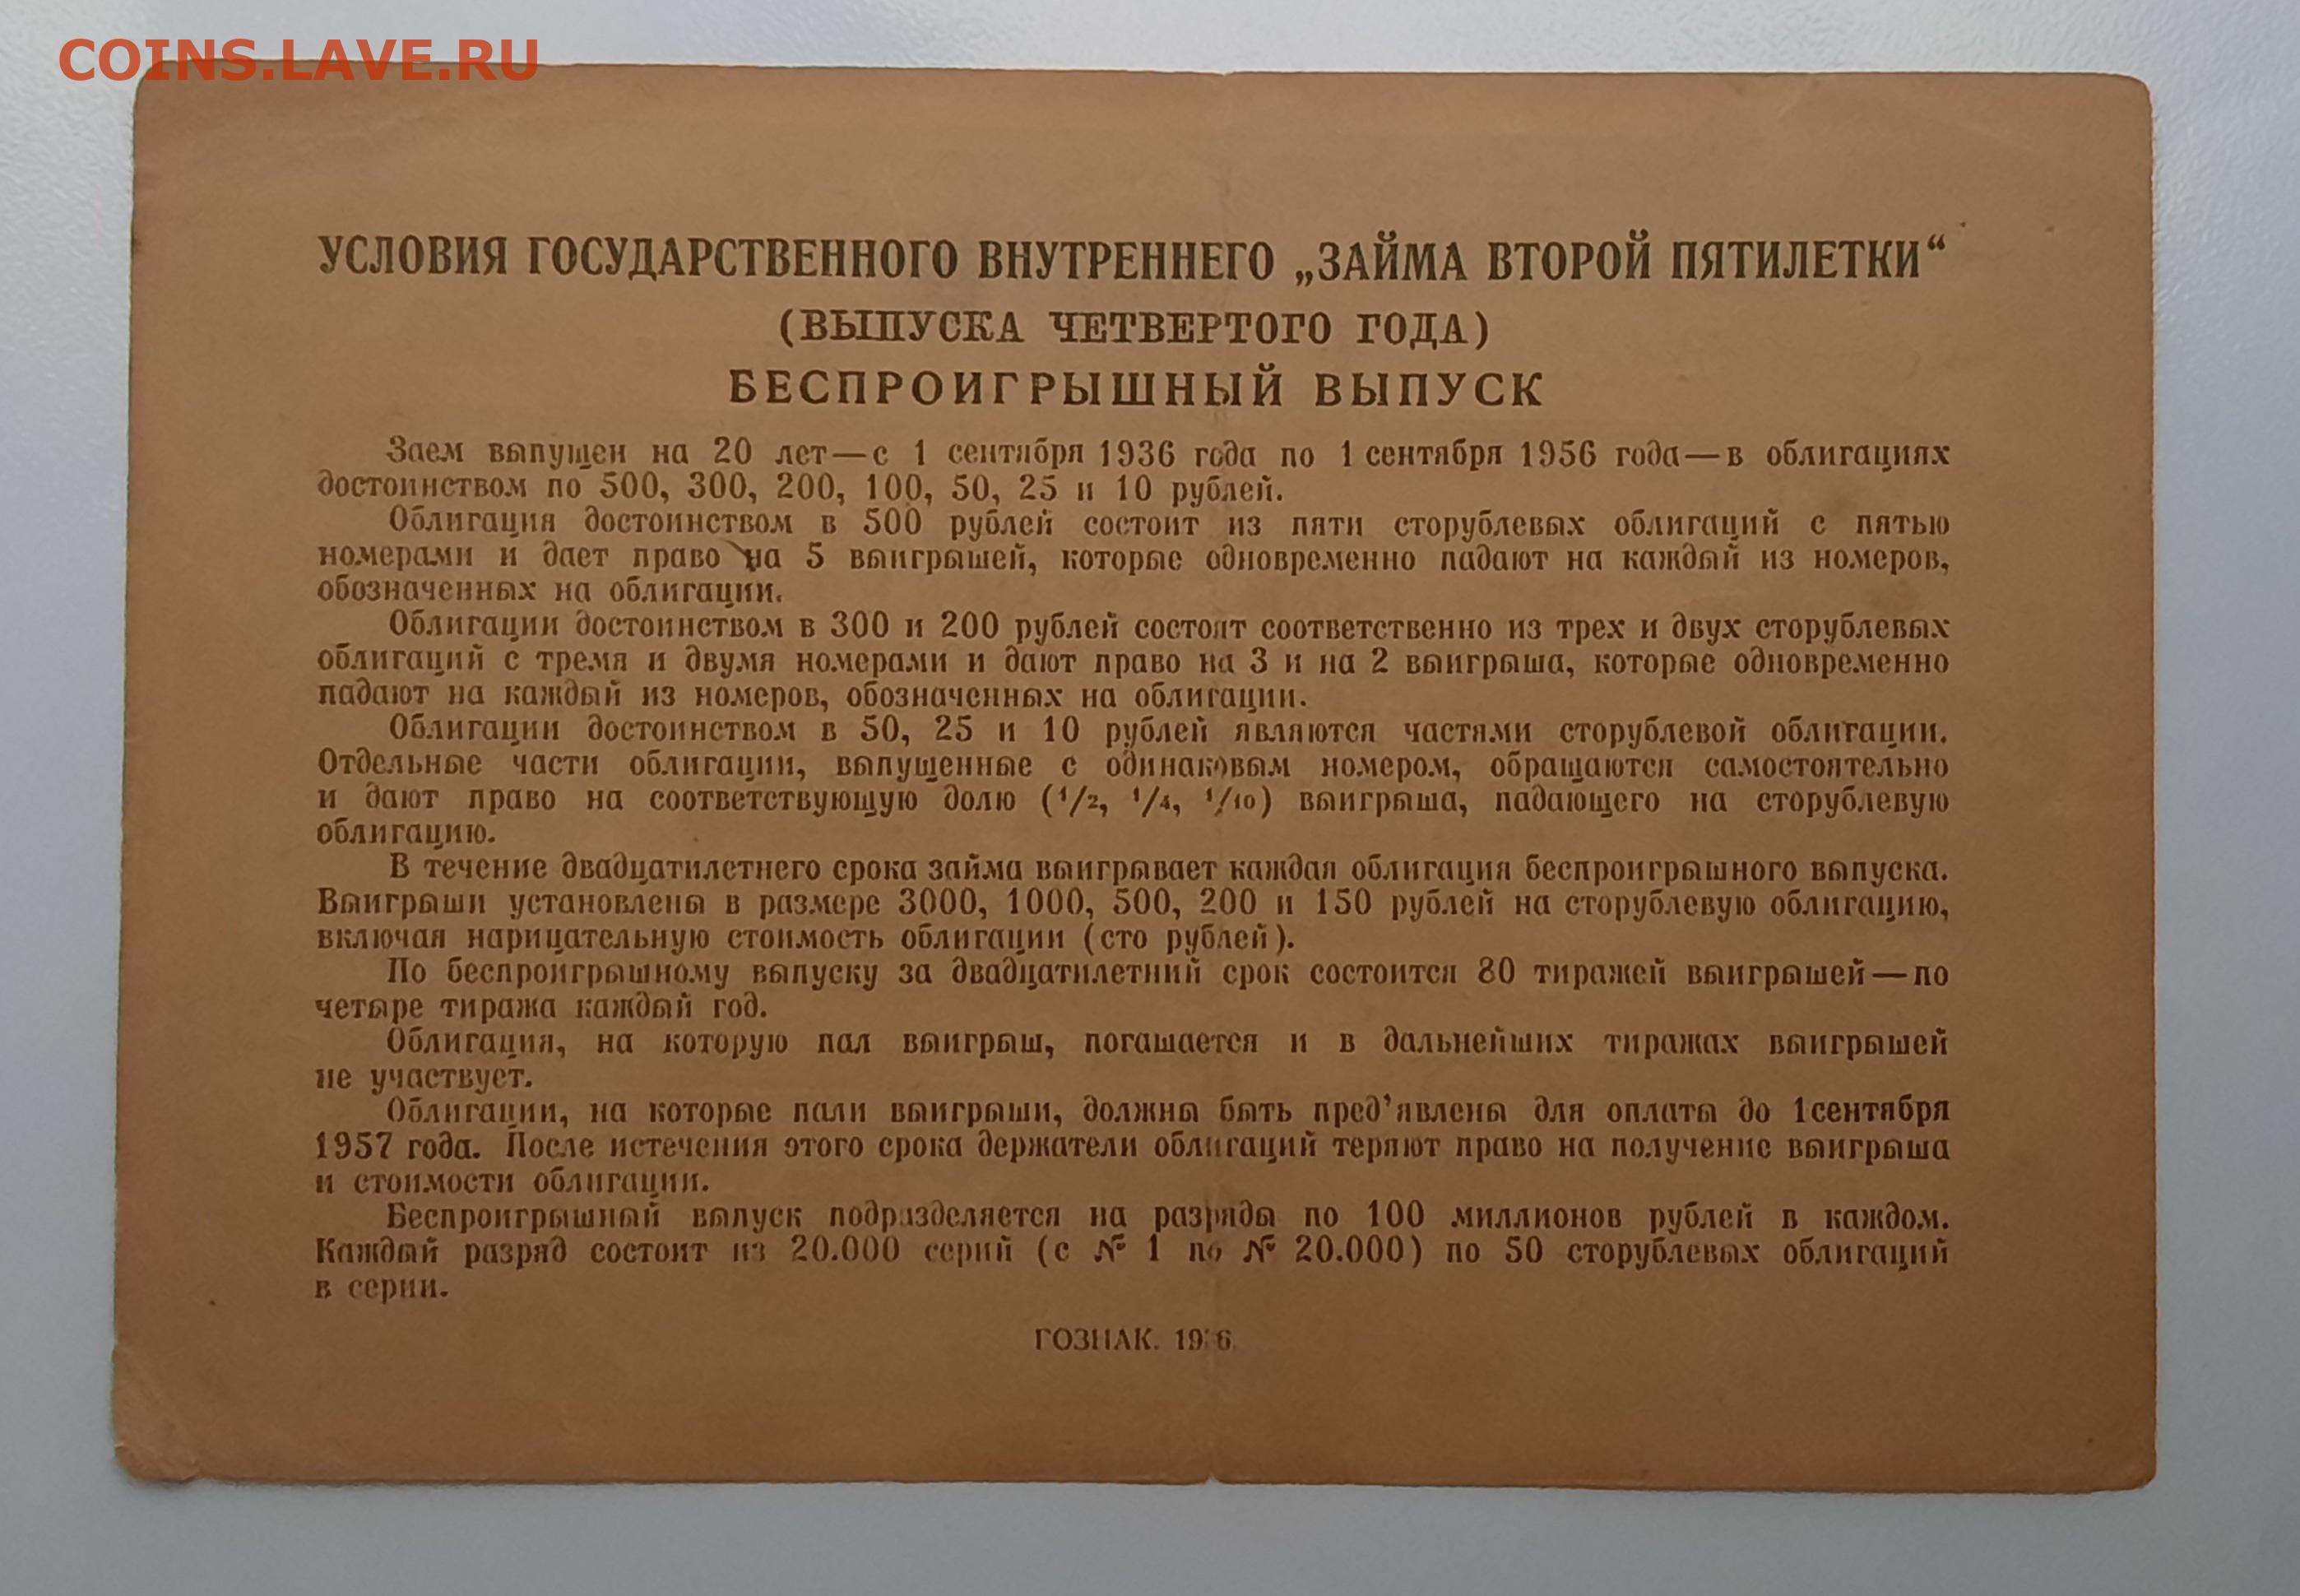 COINS.LAVE.RU
УСЛОВИЯ ГОСУДАРСТВЕННОГО ВНУТРЕННЕГО „ЗАЙМА ВТОРОЙ ПЯТИЛЕТКИ“
(ВЫПУСКА ЧЕТВЕРТОГО ГОДА)
БЕСПРОИГРЫШНЫЙ ВЫПУСК
Заем выпущен на 20 лет—с 1 сентября 1936 года по 1 сентября 1956 года—в облигациях
достоинством по 500, 300, 200, 100, 50, 25 и 10 рублей.
Облигация достоинством в 500 рублей состоит из пяти сторублевых облигаций с пятью
номерами и дает право на 5 выигрышей, которые одновременно падают на каждый из номеров,
обозначенных на облигации.
Облигации достоинством в 300 и 200 рублей состоят соответственно из трех и двух сторублевых
облигаций с тремя и двумя номерами и дают право на 3 и на 2 выигрыша, которые одновременно
падают на каждый из номеров, обозначенных на облигации.
Облигации достоинством в 50, 25 и 10 рублей являются частями сторублевой облигации.
Отдельные части облигации, выпущенные с одинаковым номером, обращаются самостоятельно
и дают право на соответствующую долю (1/2, 1/4, 1/10) выигрыша, падающего на сторублевую
облигацию.
В течение двадцатилетнего срока займа выигрывает каждая облигация беспроигрышного выпуска.
Выигрыши установлены в размере 3000, 1000, 500, 200 и 150 рублей на сторублевую облигацию,
включая нарицательную стоимость облигации (сто рублей).
По беспроигрышному выпуску за двадцатилетний срок состоится 80 тиражей выигрышей—по
четыре тиража каждый год.
Облигация, на которую пал выигрыш, погашается и в дальнейших тиражах выигрышей
не участвует.
Облигации, на которые пали выигрыши, должны быть пред'явлены для оплаты до 1 сентября
1957 года. После истечения этого срока держатели облигаций теряют право на получение выигрыша
и стоимости облигации.
Беспроигрышный выпуск подразделяется на разряды по 100 миллионов рублей в каждом.
Каждый разряд состоит из 20.000 серий (с № 1 по № 20.000) по 50 сторублевых облигаций
в серии.
ГОЗНАК. 1936.